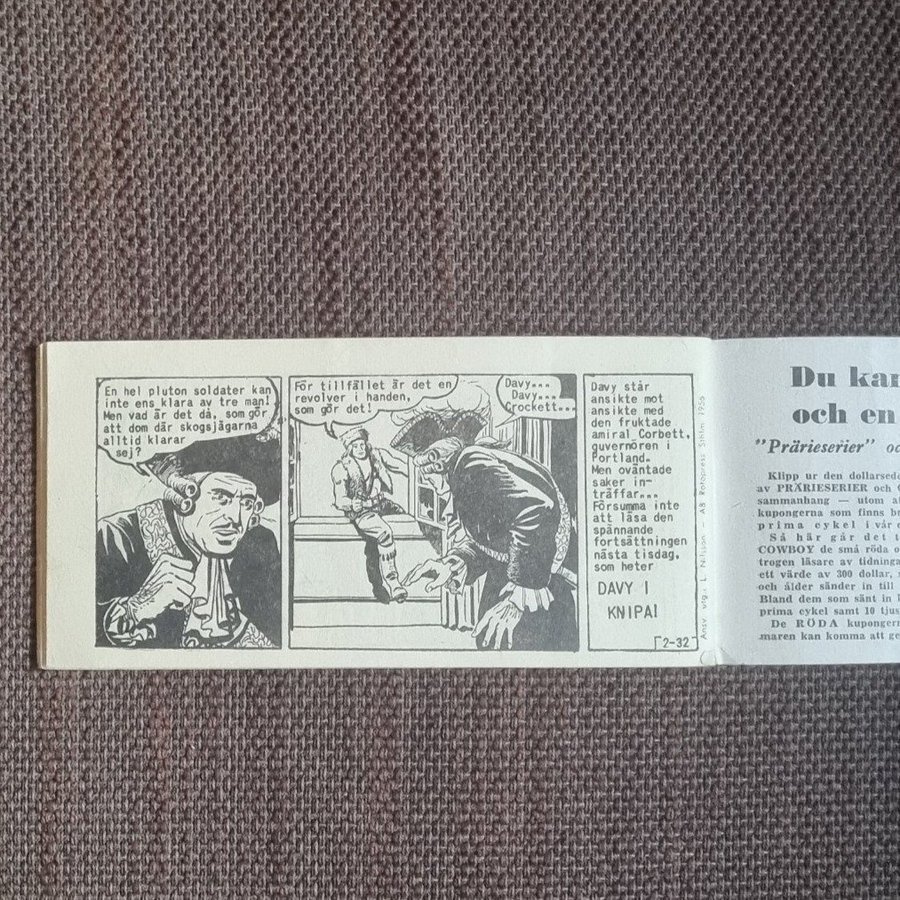 En hel pluton soldater kan
inte ens klara av tre man!
Men vad är det då, som gör
att dom där skogsjägarna
alltid klarar
sej?
För tillfället är det en
revolver i handen,
som gör det!
Davy...
Davy...
Crockett...
Davy står
ansikte mot
ansikte med
den fruktade
amiral Corbett,
guvernören i
Portland.
Men oväntade
saker in-
träffar...
Försumma inte
att läsa den
spännande
fortsättningen
nästa tisdag,
som heter
DAVY I
KNIPA!
2-32
Ansv. utg.: L. Nilsson AB Rotopress Sthlm 1955
Du kan
och en
"Prärieserier" oc
Klipp ur den dollarsede
av PRÄRIESERIER och
sammanhang — utom at
kupongerna som finns
prima cykel i vår
Så här går det t
COWBOY de små röda o
trogen läsare av tidninga
ett värde av 300 dollar,
och ålder sänder in till
Bland dem som sänt in
prima cykel samt 10 tjus
De RÖDA kuponger
maren kan komma att ge